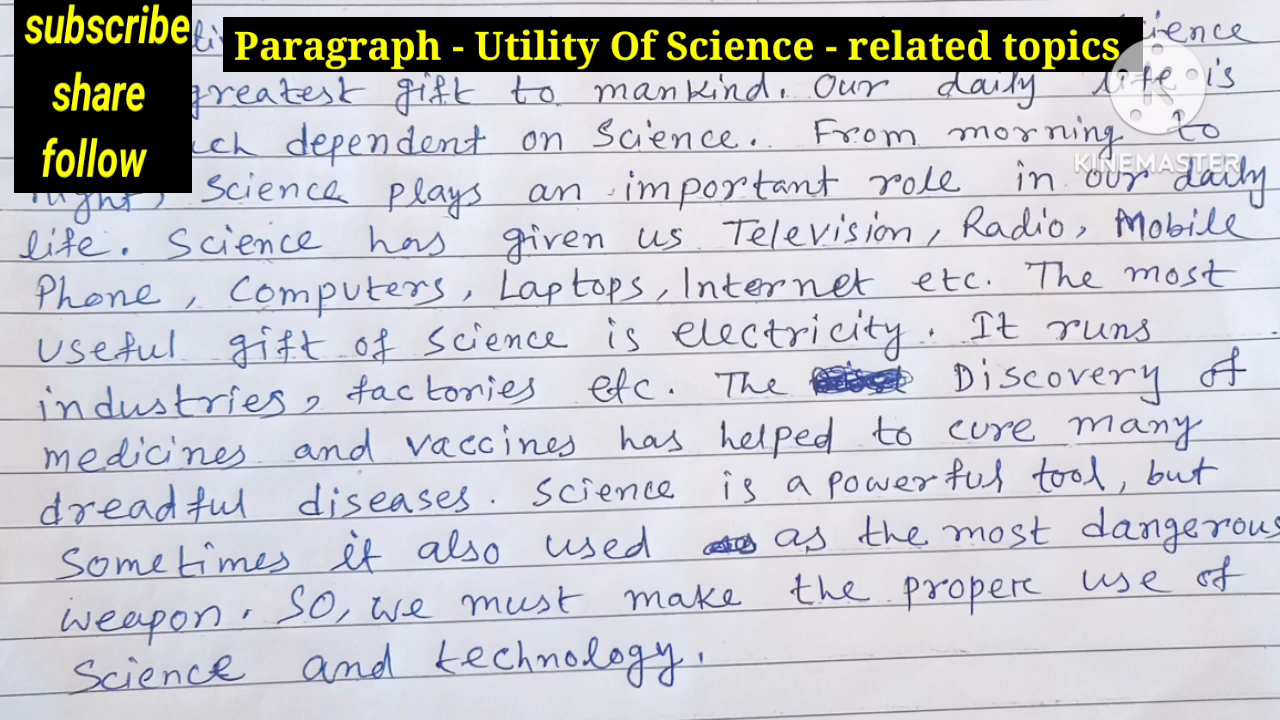 subscribe
share
follow
Paragraph - Utility Of Science - related topics
KINEMASTER
ience
greatest gift to mankind. Our daily life is
dependent on Science. From morning to
night, Science plays an important role in our daily
life. Science has given us Television, Radio, Mobile
Phone, Computers, Laptops, Internet etc. The most
useful gift of science is electricity. It runs
industries, factories etc. The Discovery of
medicines and vaccines has helped to cure many
dreadful diseases. Science is a powerful tool, but
sometimes it also used as the most dangerous
weapon. So, we must make the proper use of
Science and technology.